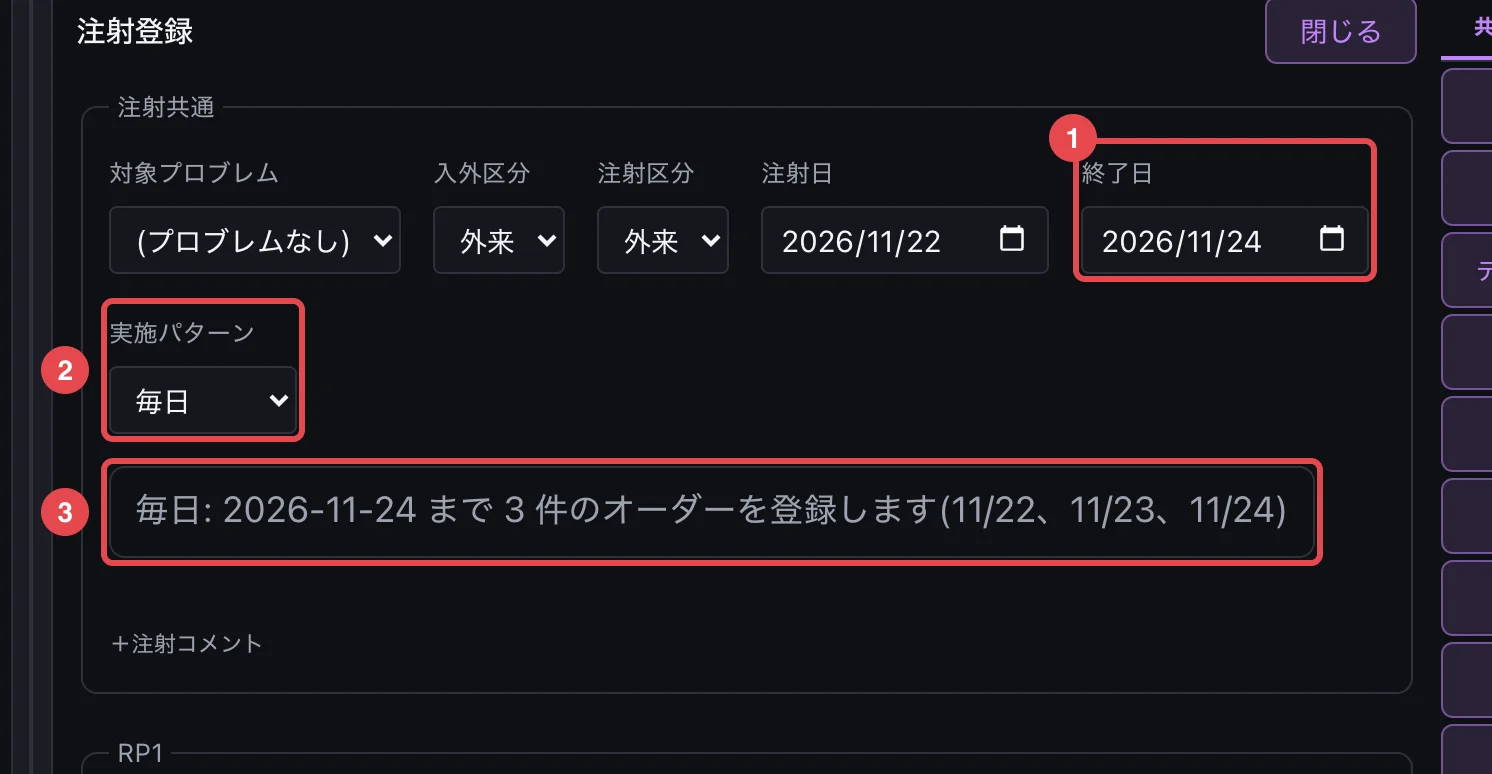 注射登録
閉じる
共
注射共通
対象プロブレム
入外区分
注射区分
注射日
1
終了日
(プロブレムなし)
外来
外来
2026/11/22
2026/11/24
2
実施パターン
毎日
3
毎日: 2026-11-24 まで 3 件のオーダーを登録します(11/22、11/23、11/24)
+注射コメント
RP1